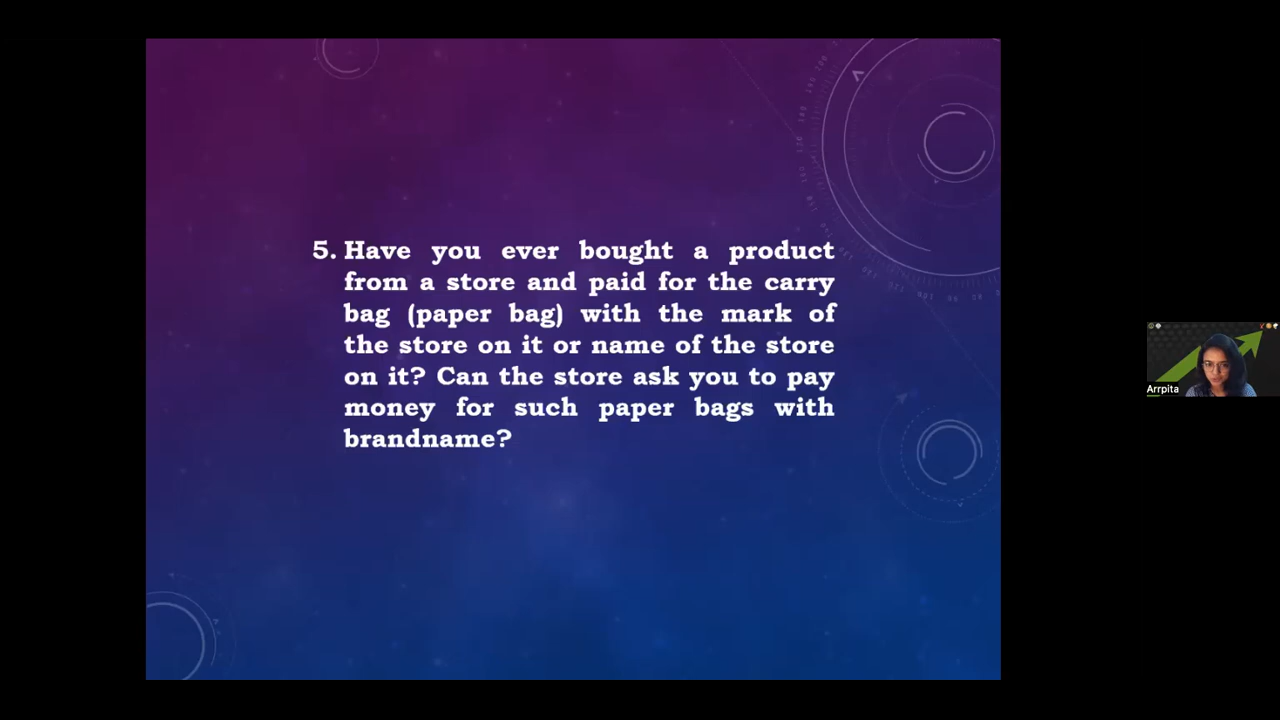 5. Have you ever bought a product
from a store and paid for the carry
bag (paper bag) with the mark of
the store on it or name of the store
on it? Can the store ask you to pay
money for such paper bags with
brandname?
Arrpita